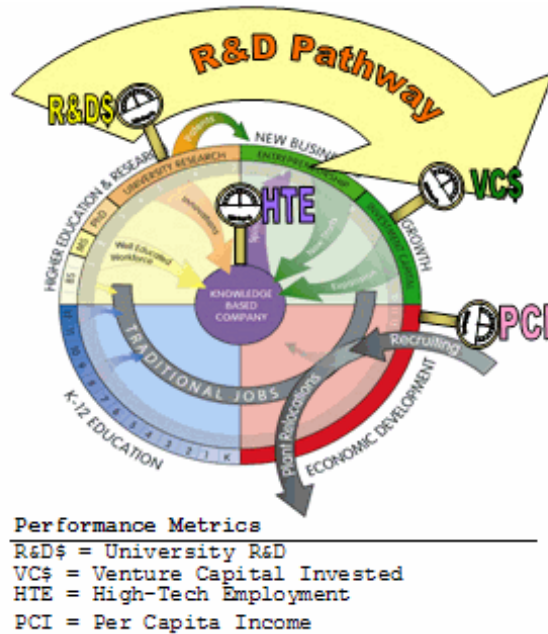 R&D Pathway
R&D$
VC$
HTE
PCI
HIGHER EDUCATION & RESEARCH
NEW BUSINESS
GROWTH
ECONOMIC DEVELOPMENT
K-12 EDUCATION
UNIVERSITY RESEARCH
PhD
MS
BS
Patents
ENTREPRENEURSHIP
INVESTMENT CAPITAL
Innovations
Well Educated
Workforce
New Starts
Expansion
KNOWLEDGE
BASED
COMPANY
TRADITIONAL JOBS
Recruiting
Plant Relocations
12
11
10
9
8
7
6
5
4
3
2
1
K
Performance Metrics
R&D$ = University R&D
VC$ = Venture Capital Invested
HTE = High-Tech Employment
PCI = Per Capita Income